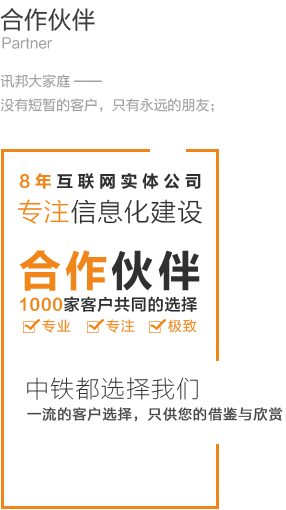 合作伙伴
Partner
讯邦大家庭 ——
没有短暂的客户，只有永远的朋友；
8年互联网实体公司
专注信息化建设
合作伙伴
1000家客户共同的选择
专业 专注 极致
中铁都选择我们
一流的客户选择，只供您的借鉴与欣赏